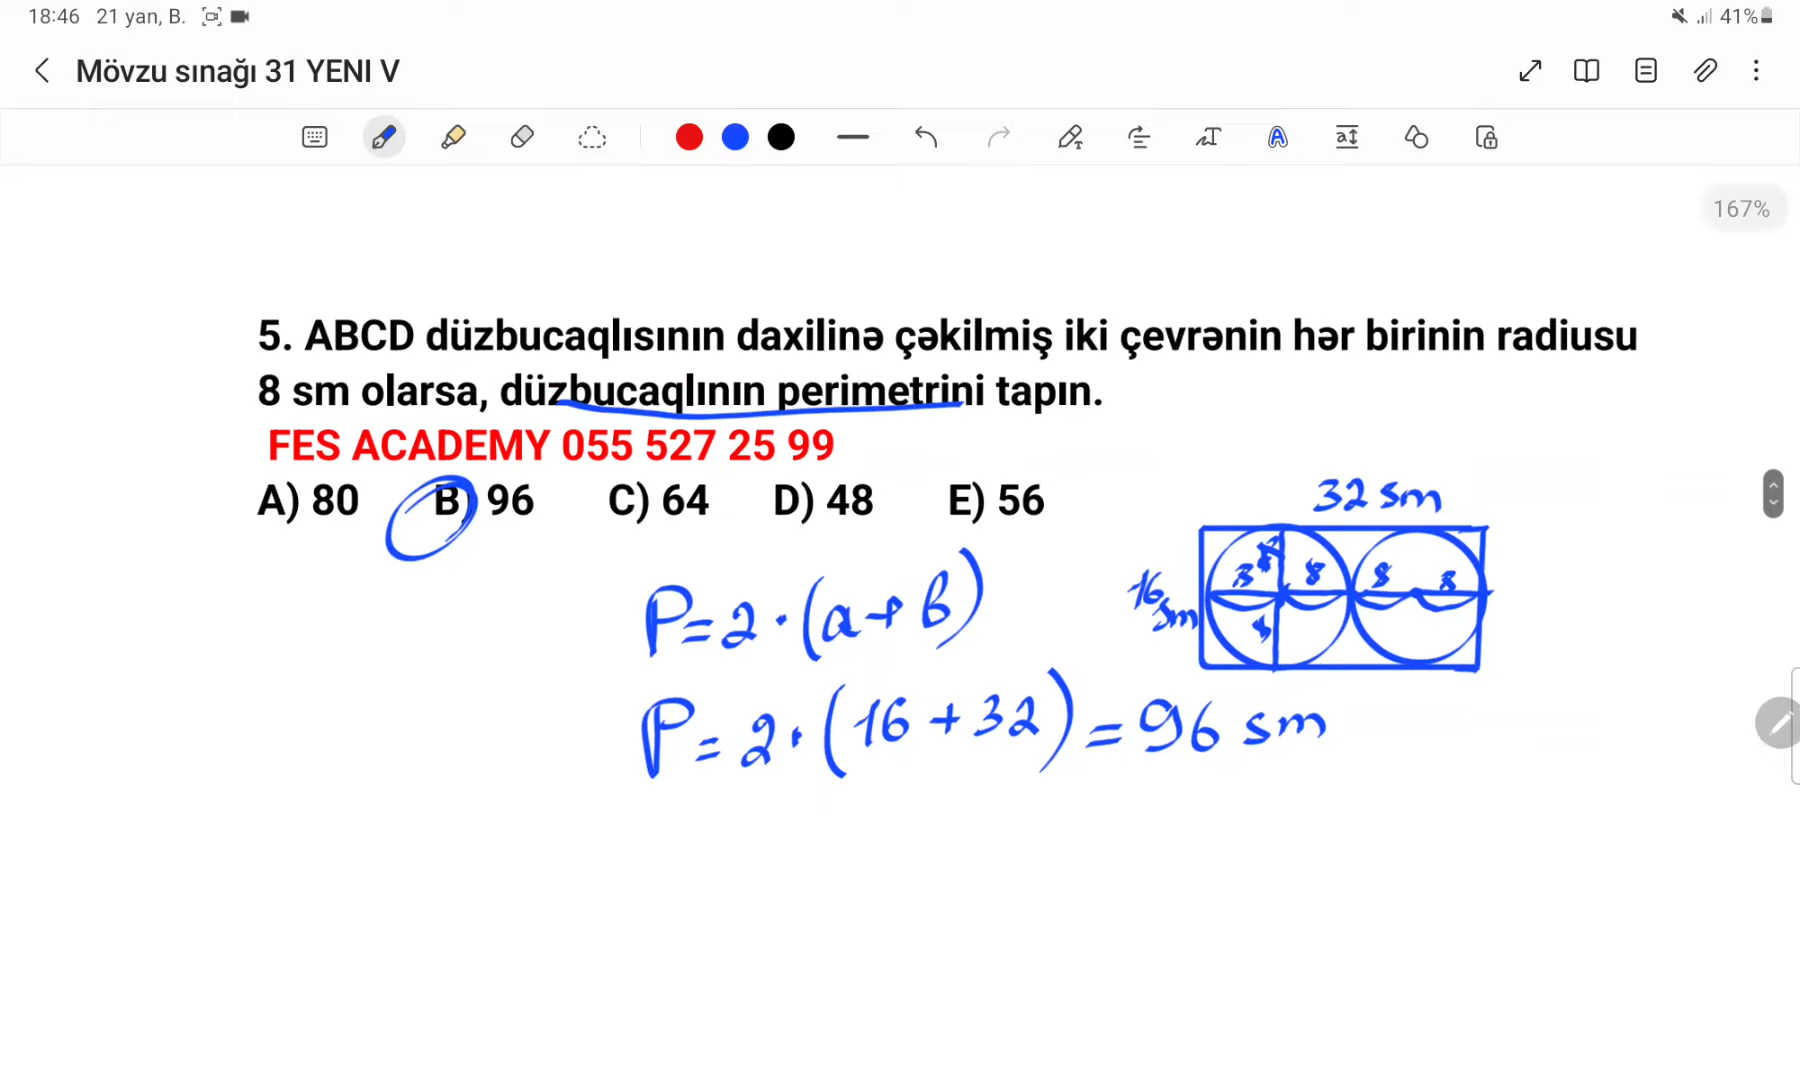 18:46 21 yan, B. 41%
Mövzu sınağı 31 YENI V
167%
5. ABCD düzbucaqlısının daxilinə çəkilmiş iki çevrənin hər birinin radiusu
8 sm olarsa, düzbucaqlının perimetrini tapın.
FES ACADEMY 055 527 25 99
A) 80 B) 96 C) 64 D) 48 E) 56
32 sm
8 8 8 8
16 sm
8
P=2·(a+b)
P=2·(16+32)=96 sm